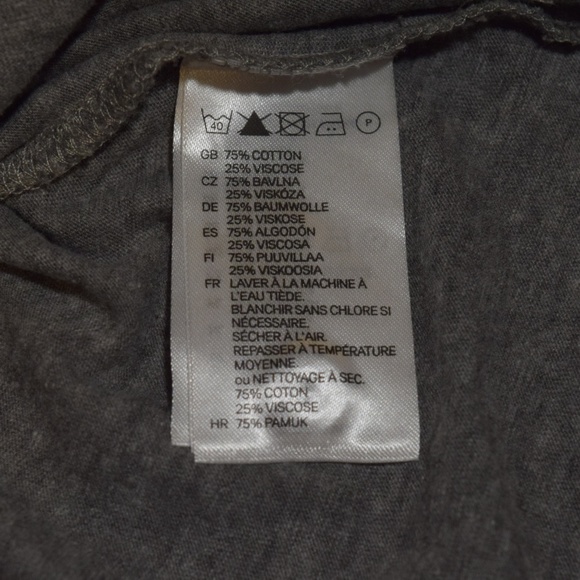 40 P
GB 75% COTTON
25% VISCOSE
CZ 75% BAVLNA
25% VISKÓZA
DE 75% BAUMWOLLE
25% VISKOSE
ES 75% ALGODÓN
25% VISCOSA
FI 75% PUUVILLAA
25% VISKOOSIA
FR LAVER À LA MACHINE À
L'EAU TIÈDE.
BLANCHIR SANS CHLORE SI
NÉCESSAIRE.
SÉCHER À L'AIR.
REPASSER À TEMPÉRATURE
MOYENNE
ou NETTOYAGE À SEC.
75% COTON
25% VISCOSE
HR 75% PAMUK